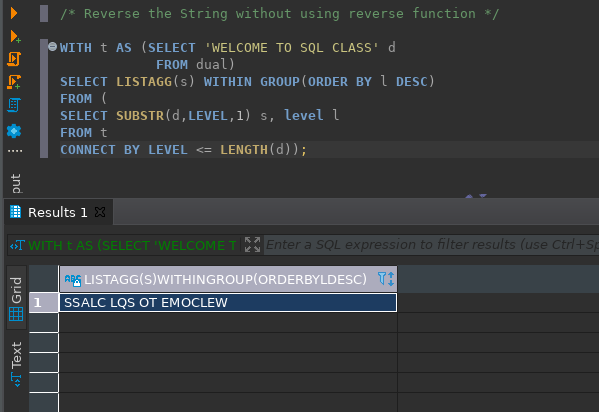 /* Reverse the String without using reverse function */
WITH t AS (SELECT 'WELCOME TO SQL CLASS' d
FROM dual)
SELECT LISTAGG(s) WITHIN GROUP(ORDER BY l DESC)
FROM (
SELECT SUBSTR(d,LEVEL,1) s, level l
FROM t
CONNECT BY LEVEL <= LENGTH(d));
put
Results 1
WITH t AS (SELECT 'WELCOME T
Enter a SQL expression to filter results (use Ctrl+Sp
Grid
Text
ABC LISTAGG(S)WITHINGROUP(ORDERBYLDESC)
1 SSALC LQS OT EMOCLEW